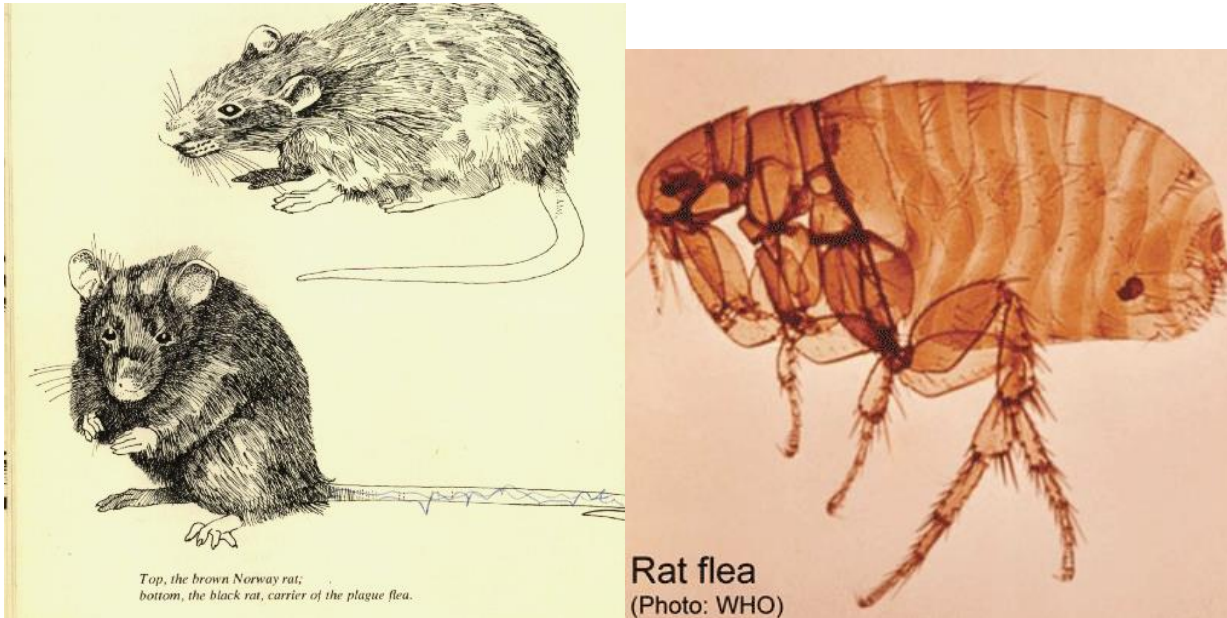 Top, the brown Norway rat;
bottom, the black rat, carrier of the plague flea.
Rat flea
(Photo: WHO)